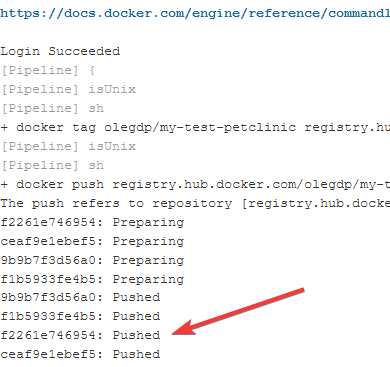 https://docs.docker.com/engine/reference/commandl
Login Succeeded
[Pipeline] {
[Pipeline] isUnix
[Pipeline] sh
+ docker tag olegdp/my-test-petclinic registry.hu
[Pipeline] isUnix
[Pipeline] sh
+ docker push registry.hub.docker.com/olegdp/my-t
The push refers to repository [registry.hub.docke
f2261e746954: Preparing
ceaf9e1ebef5: Preparing
9b9b7f3d56a0: Preparing
f1b5933fe4b5: Preparing
9b9b7f3d56a0: Pushed
f1b5933fe4b5: Pushed
f2261e746954: Pushed
ceaf9e1ebef5: Pushed